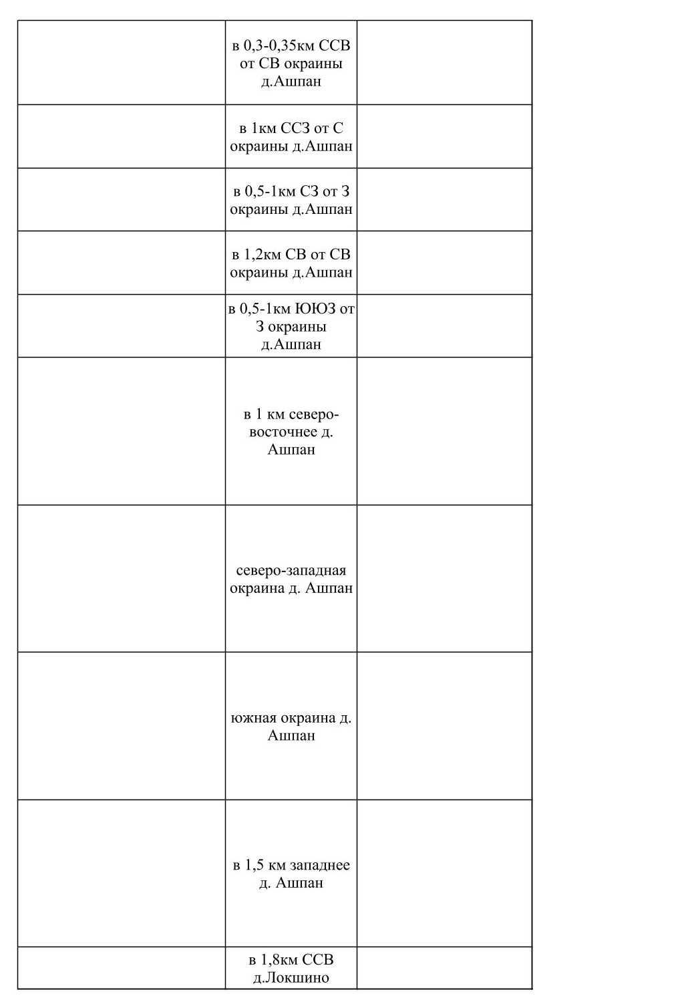 в 0,3-0,35км ССВ
от СВ окраины
д.Ашпан
в 1км ССЗ от С
окраины д.Ашпан
в 0,5-1км СЗ от З
окраины д.Ашпан
в 1,2км СВ от СВ
окраины д.Ашпан
в 0,5-1км ЮЮЗ от
З окраины
д.Ашпан
в 1 км северо-
восточнее д.
Ашпан
северо-западная
окраина д. Ашпан
южная окраина д.
Ашпан
в 1,5 км западнее
д. Ашпан
в 1,8км ССВ
д.Локшино